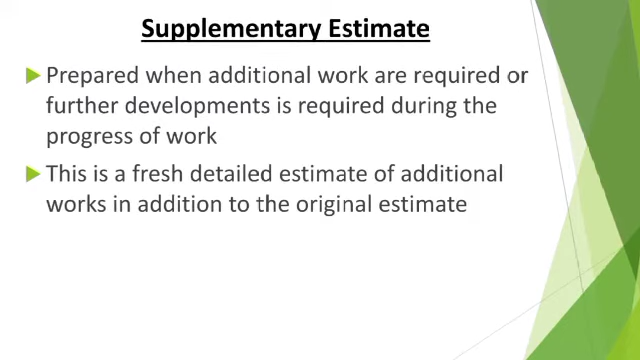 Supplementary Estimate
Prepared when additional work are required or
further developments is required during the
progress of work
This is a fresh detailed estimate of additional
works in addition to the original estimate